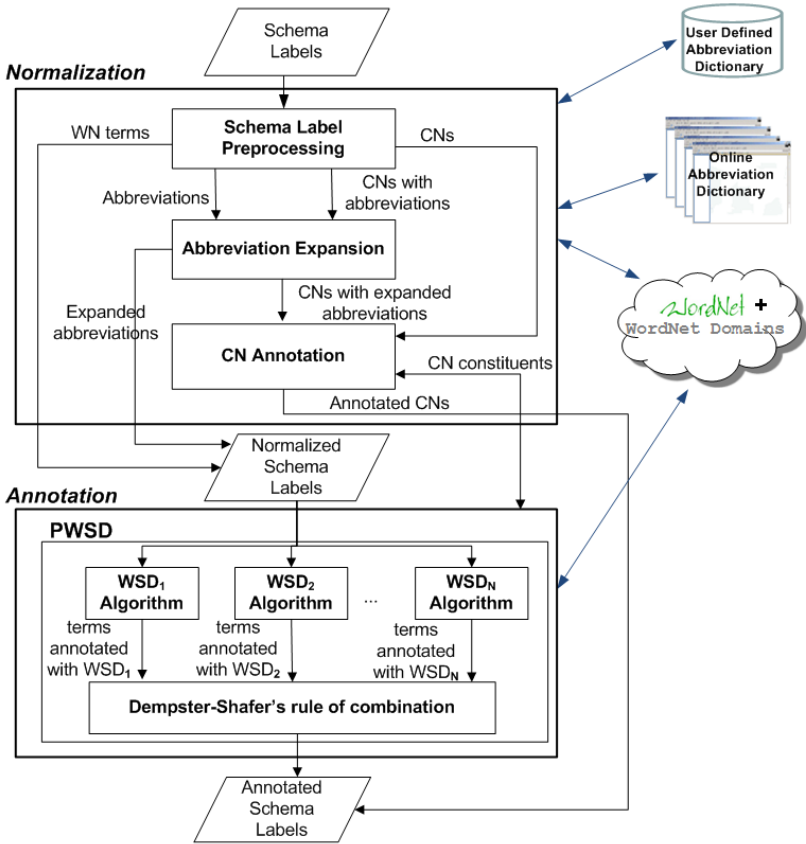 Schema
Labels
User Defined
Abbreviation
Dictionary
Normalization
WN terms
Schema Label
Preprocessing
CNs
Online
Abbreviation
Dictionary
Abbreviations
CNs with
abbreviations
Abbreviation Expansion
Expanded
abbreviations
CNs with expanded
abbreviations
WordNet +
WordNet Domains
CN Annotation
CN constituents
Annotated CNs
Normalized
Schema
Labels
Annotation
PWSD
WSD1
Algorithm
WSD2
Algorithm
...
WSDN
Algorithm
terms
annotated
with WSD1
terms
annotated
with WSD2
terms
annotated
with WSDN
Dempster-Shafer's rule of combination
Annotated
Schema
Labels